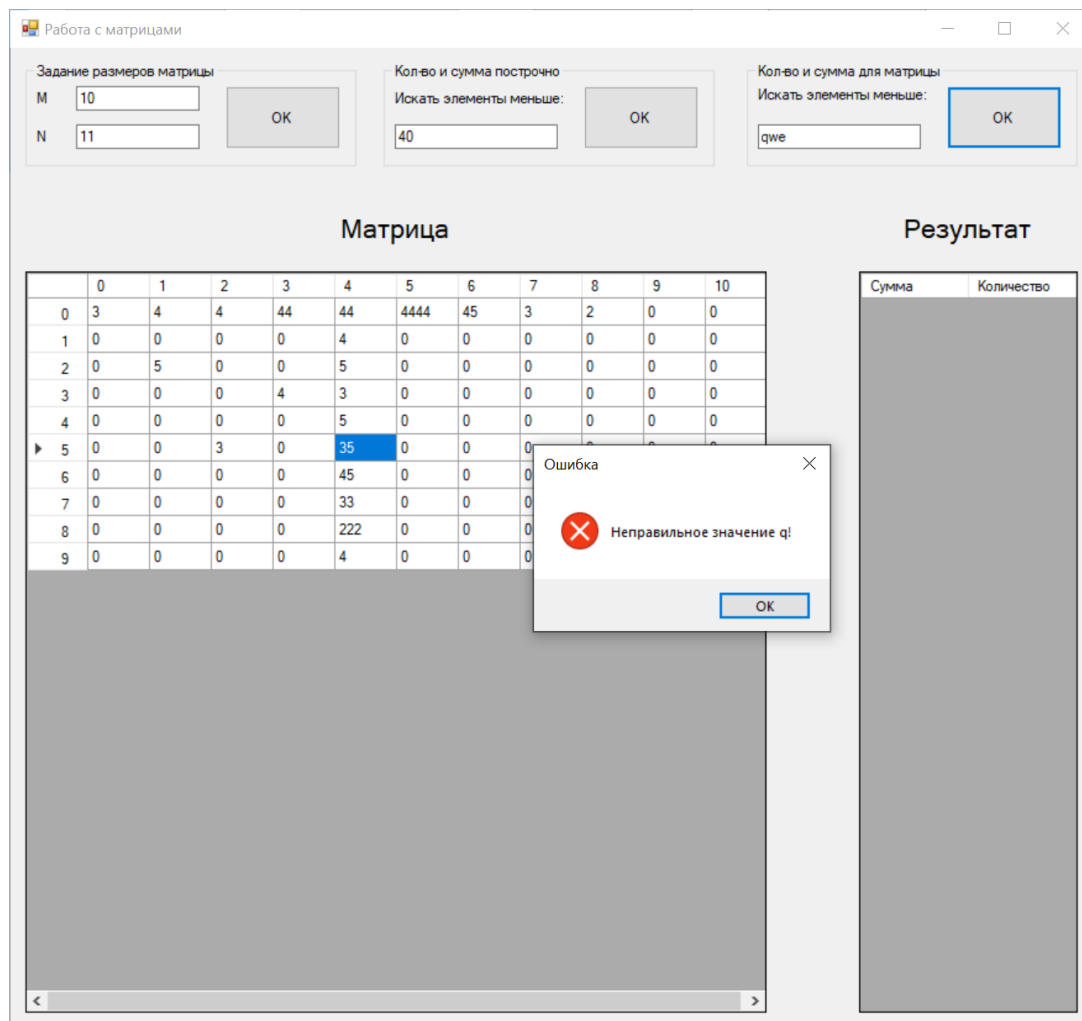 Работа с матрицами
Задание размеров матрицы
M 10
N 11
OK
Кол-во и сумма построчно
Искать элементы меньше:
40
OK
Кол-во и сумма для матрицы
Искать элементы меньше:
qwe
OK
Матрица
0 1 2 3 4 5 6 7 8 9 10
0 3 4 4 44 44 4444 45 3 2 0 0
1 0 0 0 0 4 0 0 0 0 0 0
2 0 5 0 0 5 0 0 0 0 0 0
3 0 0 0 4 3 0 0 0 0 0 0
4 0 0 0 0 5 0 0 0 0 0 0
5 0 0 3 0 35 0 0 0
6 0 0 0 0 45 0 0 0
7 0 0 0 0 33 0 0 0
8 0 0 0 0 222 0 0 0
9 0 0 0 0 4 0 0 0
Результат
Сумма Количество
Ошибка
Неправильное значение q!
OK